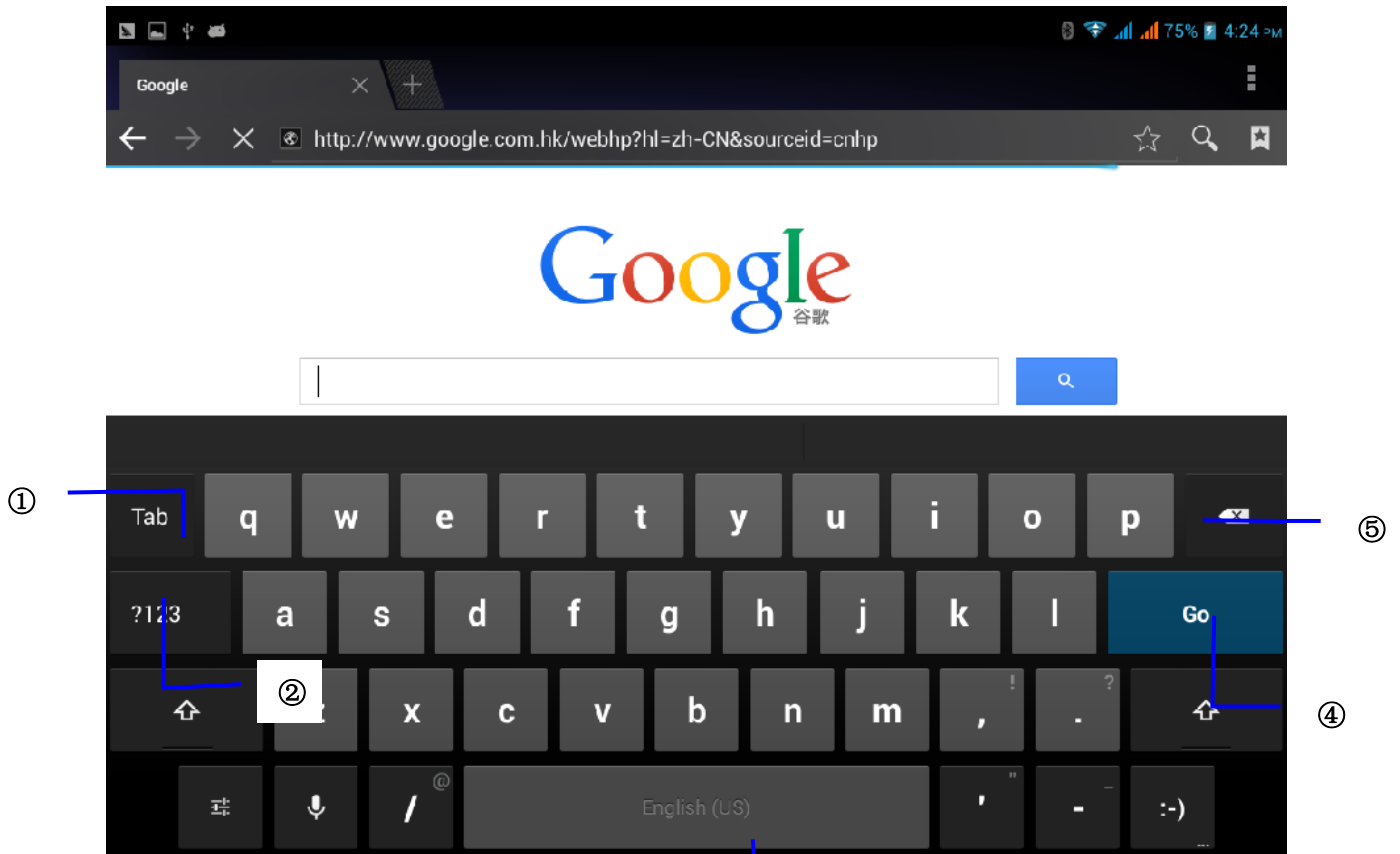 75% 4:24 PM
Google
http://www.google.com.hk/webhp?hl=zh-CN&sourceid=cnhp
Google
谷歌
① Tab q w e r t y u i o p ⑤
?123 a s d f g h j k l Go
② x c v b n m , ! . ? ④
/ @ English (US) ' " - _ :-) ...